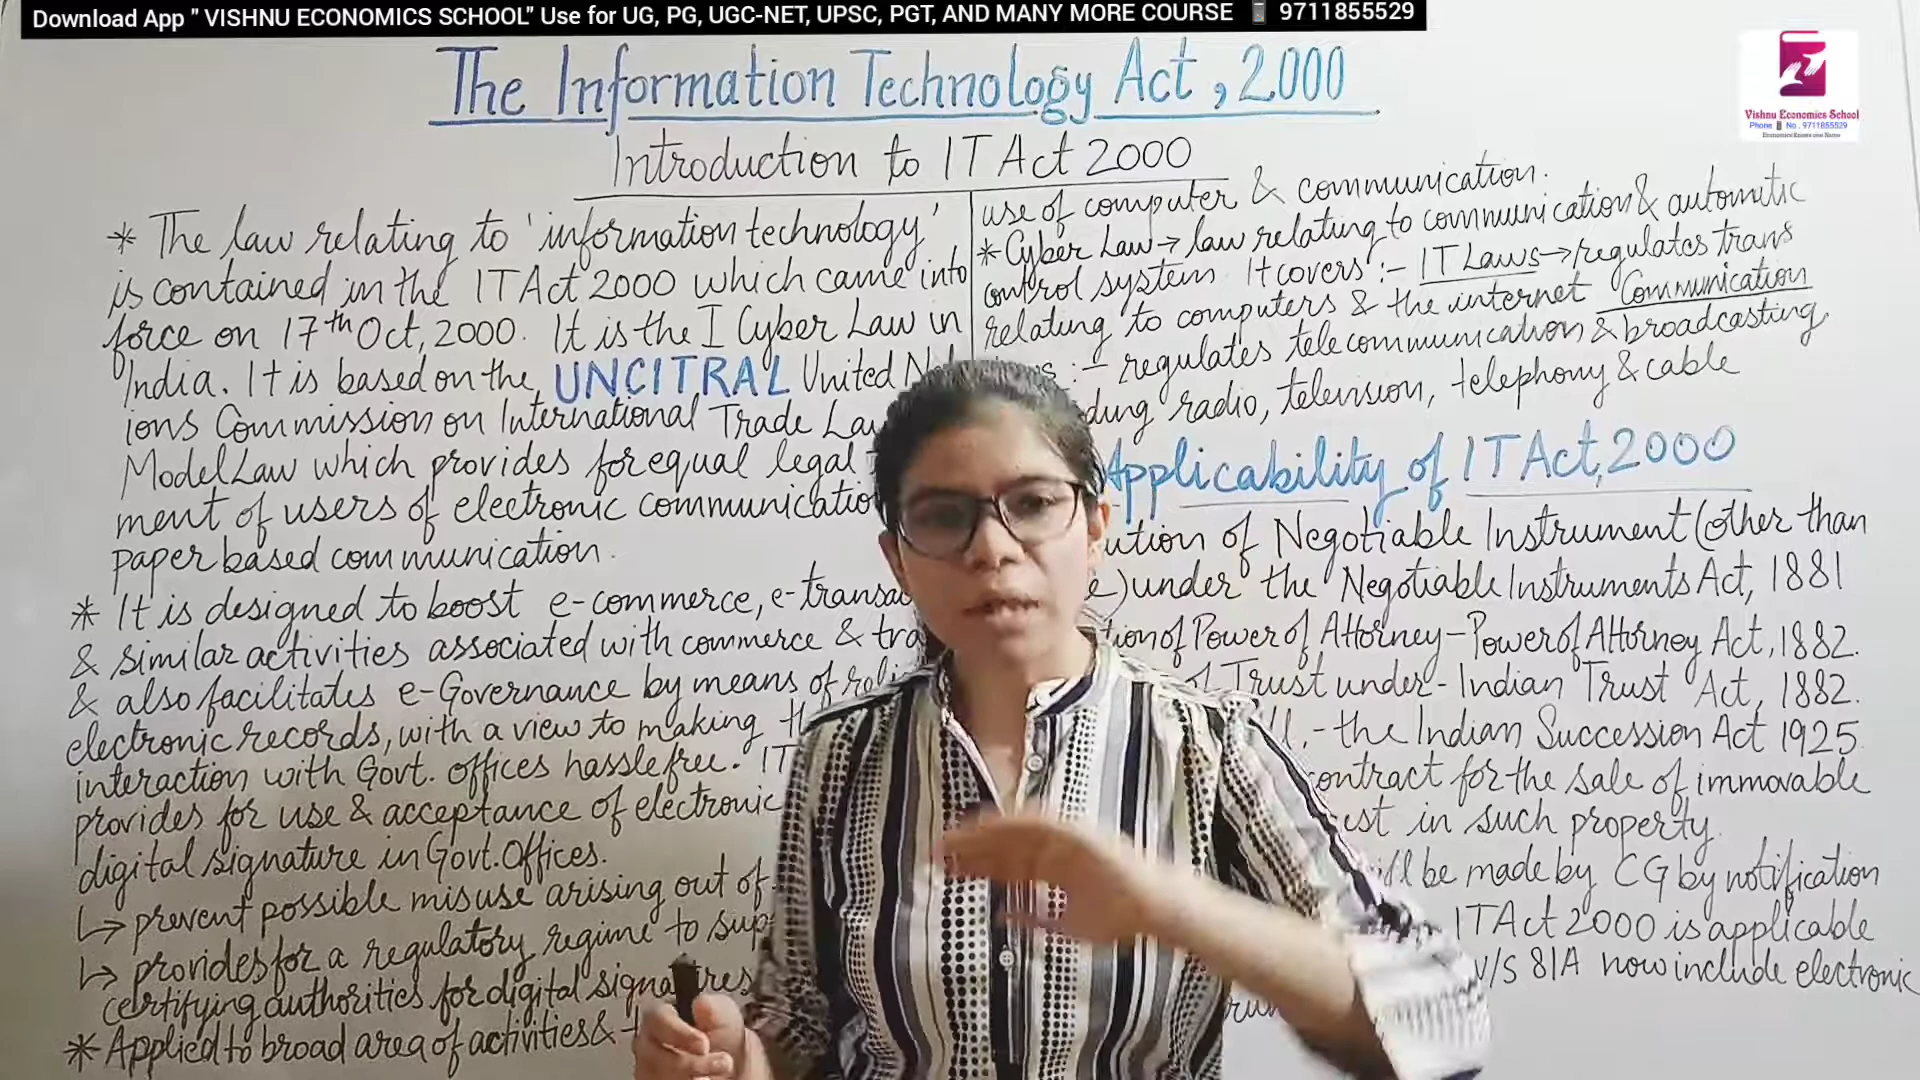 Download App " VISHNU ECONOMICS SCHOOL" Use for UG, PG, UGC-NET, UPSC, PGT, AND MANY MORE COURSE 9711855529
Vishnu Economics School
Phone No. 9711855529
The Information Technology Act, 2000
Introduction to IT Act 2000
* The law relating to 'information technology'
is contained in the IT Act 2000 which came into
force on 17th Oct, 2000. It is the I Cyber Law in
India. It is based on the UNCITRAL United
ions Commission on International Trade
Model Law which provides for equal legal
ment of users of electronic
paper based communication.
* It is designed to boost e-commerce,
& similar activities associated with commerce &
& also facilitates e-Governance by means of
electronic records, with a view to making
interaction with Govt. offices hasslefree. IT
provides for use & acceptance of electronic
digital signature in Govt. Offices.
↳ prevent possible misuse arising out of
↳ provides for a regulatory regime to
certifying authorities for digital signatures
* Applied to broad area of activities &
use of computer & communication.
* Cyber Law → law relating to communication & automatic
control system. It covers :- IT Laws → regulates trans
relating to computers & the internet Communication
:- regulates telecommunication & broadcasting
radio, television, telephony & cable
Applicability of IT Act, 2000
of Negotiable Instrument (other than
under the Negotiable Instruments Act, 1881
of Power of Attorney - Power of Attorney Act, 1882.
of Trust under - Indian Trust Act, 1882.
- the Indian Succession Act 1925
contract for the sale of immovable
in such property.
be made by CG by notification
IT Act 2000 is applicable
V/S 81A now include electronic